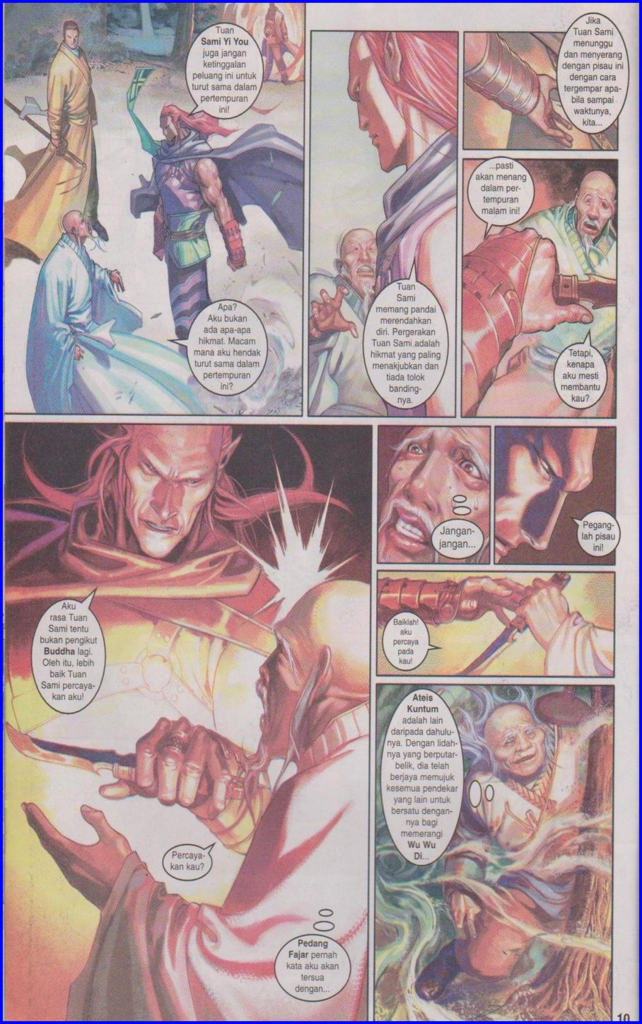 Tuan
Sami Yi You
juga jangan
ketinggalan
peluang ini untuk
turut sama dalam
pertempuran
ini!
Apa?
Aku bukan
ada apa-apa
hikmat. Macam
mana aku hendak
turut sama dalam
pertempuran
ini?
Tuan
Sami
memang pandai
merendahkan
diri. Pergerakan
Tuan Sami adalah
hikmat yang paling
menakjubkan dan
tiada tolok
banding-
nya.
Jika
Tuan Sami
menunggu
dan menyerang
dengan pisau ini
dengan cara
tergempar apa-
bila sampai
waktunya,
kita...
...pasti
akan menang
dalam per-
tempuran
malam ini!
Tetapi,
kenapa
aku mesti
membantu
kau?
Aku
rasa Tuan
Sami tentu
bukan pengikut
Buddha lagi.
Oleh itu, lebih
baik Tuan
Sami percaya-
kan aku!
Percaya-
kan kau?
Pedang
Fajar pernah
kata aku akan
tersua
dengan...
Jangan-
jangan...
Pegang-
lah pisau
ini!
Baiklah!
aku
percaya
pada
kau!
Ateis
Kuntum
adalah lain
daripada dahulu-
nya. Dengan lidah-
nya yang berputar-
belik, dia telah
berjaya memujuk
kesemua pendekar
yang lain untuk
bersatu dengan-
nya bagi
memerangi
Wu Wu
Di...
10